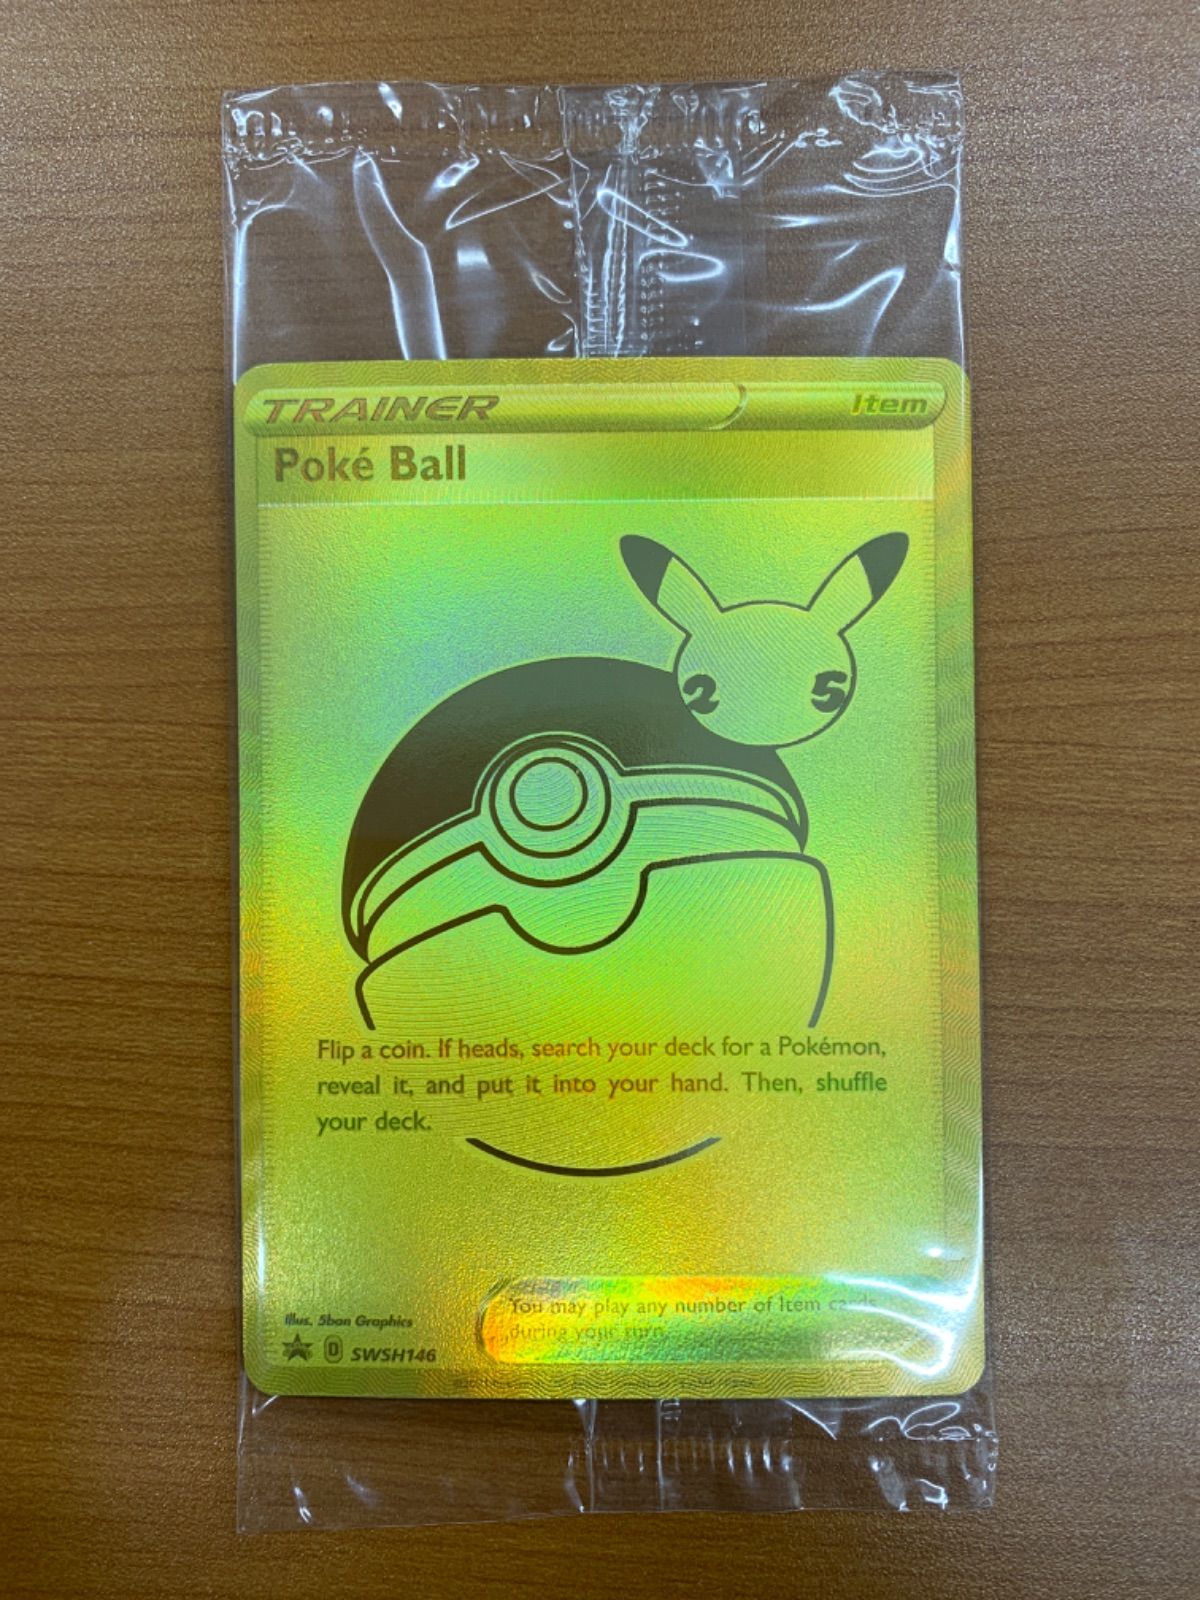 TRAINER
Item
Poké Ball
25
Flip a coin. If heads, search your deck for a Pokémon,
reveal it, and put it into your hand. Then, shuffle
your deck.
You may play any number of Item cards
during your turn.
Illus. 5ban Graphics
D SWSH146